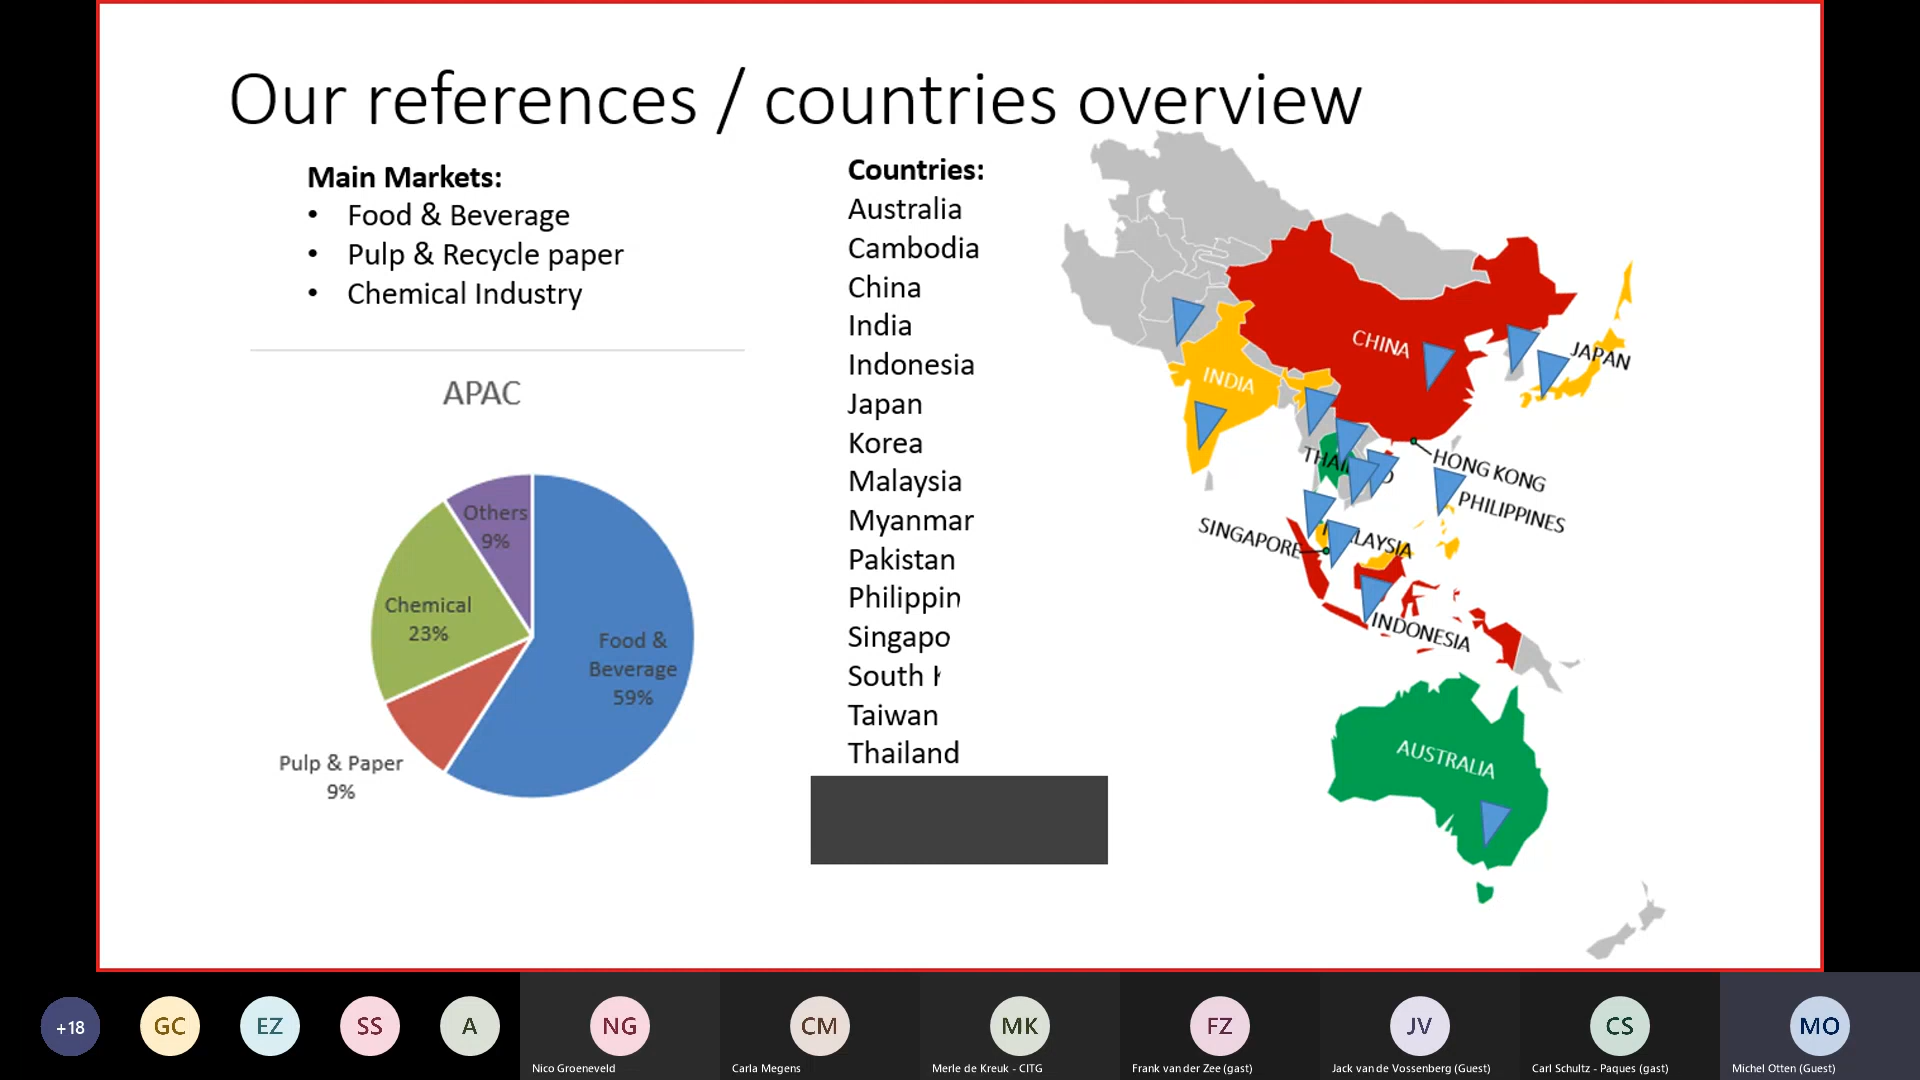 Our references / countries overview
Main Markets:
• Food & Beverage
• Pulp & Recycle paper
• Chemical Industry
APAC
Others
9%
Chemical
23%
Food &
Beverage
59%
Pulp & Paper
9%
Countries:
Australia
Cambodia
China
India
Indonesia
Japan
Korea
Malaysia
Myanmar
Pakistan
Philippin
Singapo
South
Taiwan
Thailand
CHINA
JAPAN
INDIA
HONG KONG
PHILIPPINES
SINGAPORE
INDONESIA
AUSTRALIA
+18
GC
EZ
SS
A
NG
CM
MK
FZ
JV
CS
MO
Nico Groeneveld
Carla Megens
Merle de Kreuk - CITG
Frank van der Zee (gast)
Jack van de Vossenberg (Guest)
Carl Schultz - Paques (gast)
Michel Otten (Guest)